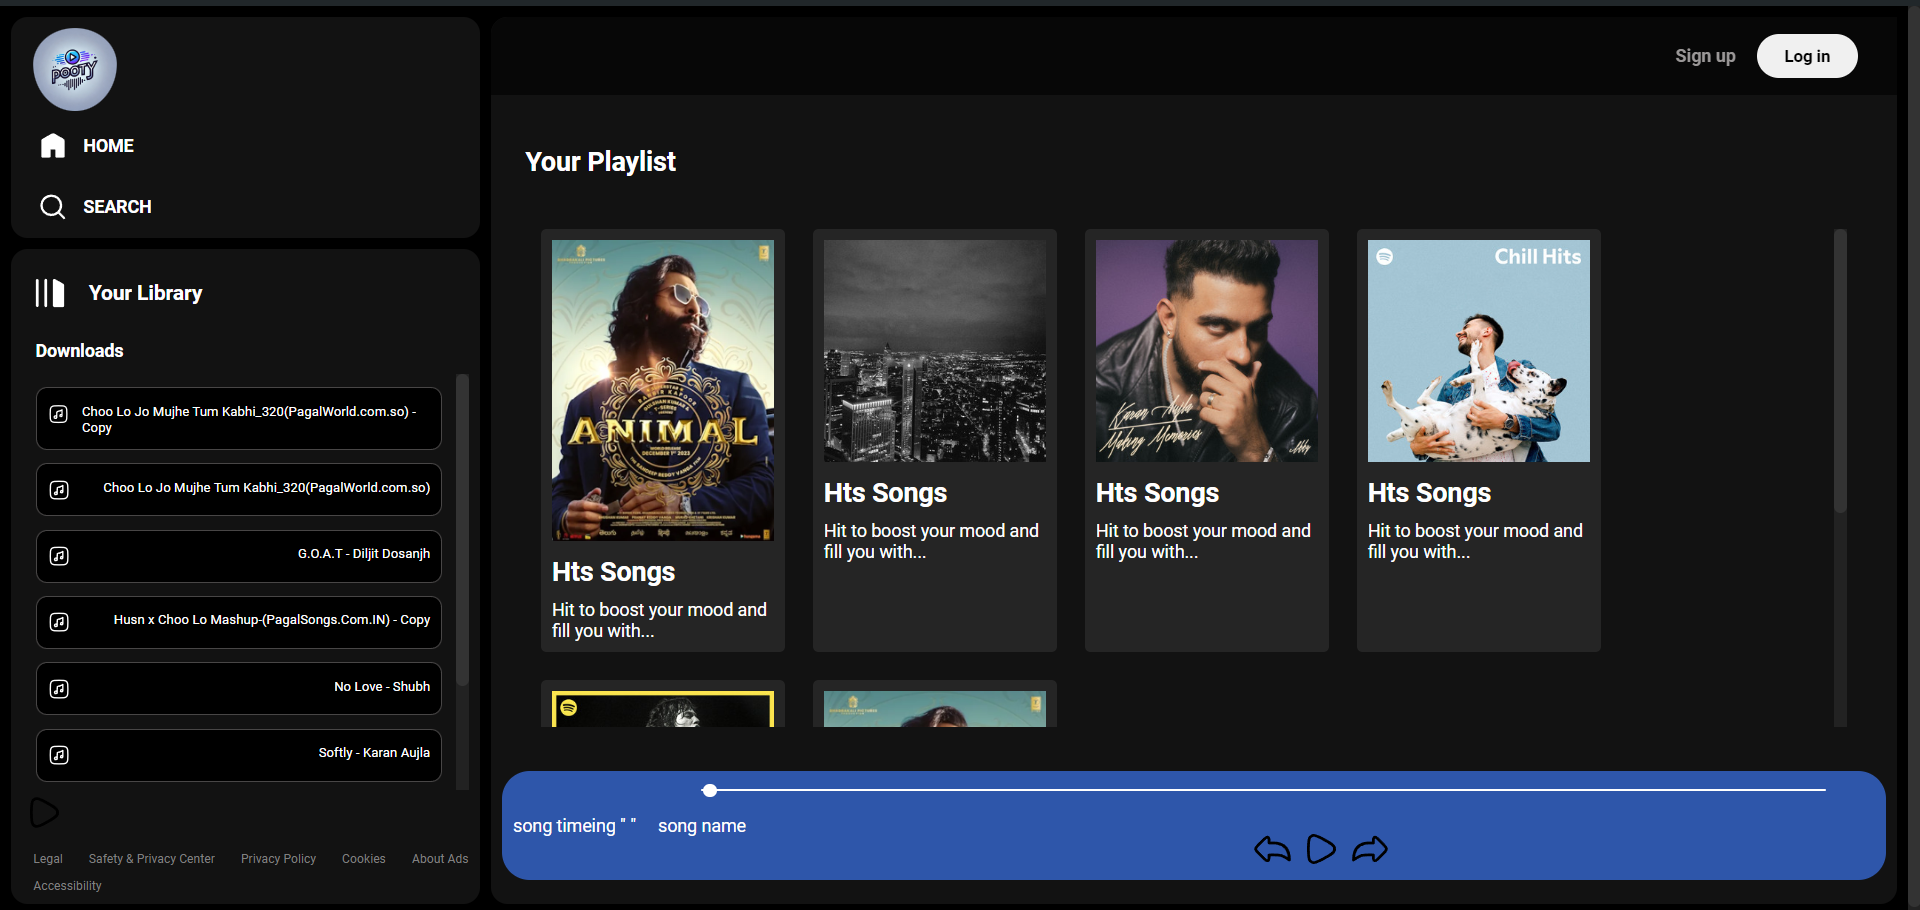 POOTY
HOME
SEARCH
Your Library
Downloads
Choo Lo Jo Mujhe Tum Kabhi_320(PagalWorld.com.so) -
Copy
Choo Lo Jo Mujhe Tum Kabhi_320(PagalWorld.com.so)
G.O.A.T - Diljit Dosanjh
Husn x Choo Lo Mashup-(PagalSongs.Com.IN) - Copy
No Love - Shubh
Softly - Karan Aujla
Legal
Safety & Privacy Center
Privacy Policy
Cookies
About Ads
Accessibility
Sign up
Log in
Your Playlist
ANIMAL
DECEMBER 1st 2023
Hts Songs
Hit to boost your mood and
fill you with...
Hts Songs
Hit to boost your mood and
fill you with...
Karan Aujla
Making Memories
Hts Songs
Hit to boost your mood and
fill you with...
Chill Hits
Hts Songs
Hit to boost your mood and
fill you with...
song timeing " "
song name